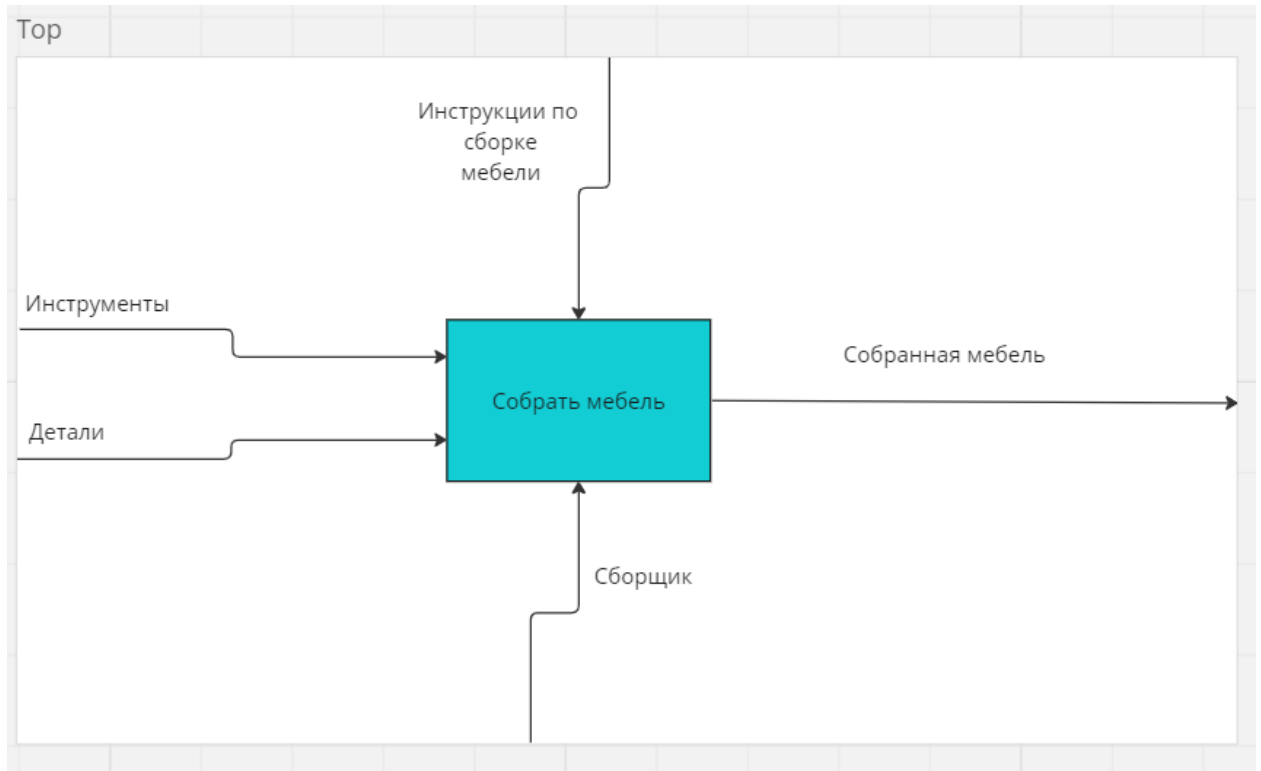 Top
Инструкции по
сборке
мебели
Инструменты
Собранная мебель
Собрать мебель
Детали
Сборщик